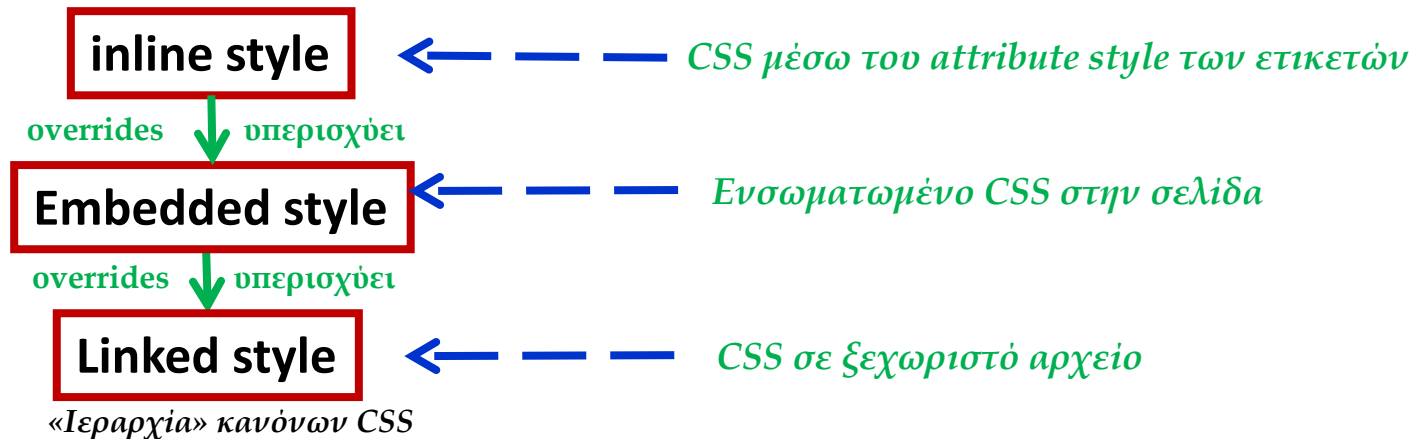 inline style
CSS μέσω του attribute style των ετικετών
overrides υπερισχύει
Embedded style
Ενσωματωμένο CSS στην σελίδα
overrides υπερισχύει
Linked style
CSS σε ξεχωριστό αρχείο
«Ιεραρχία» κανόνων CSS